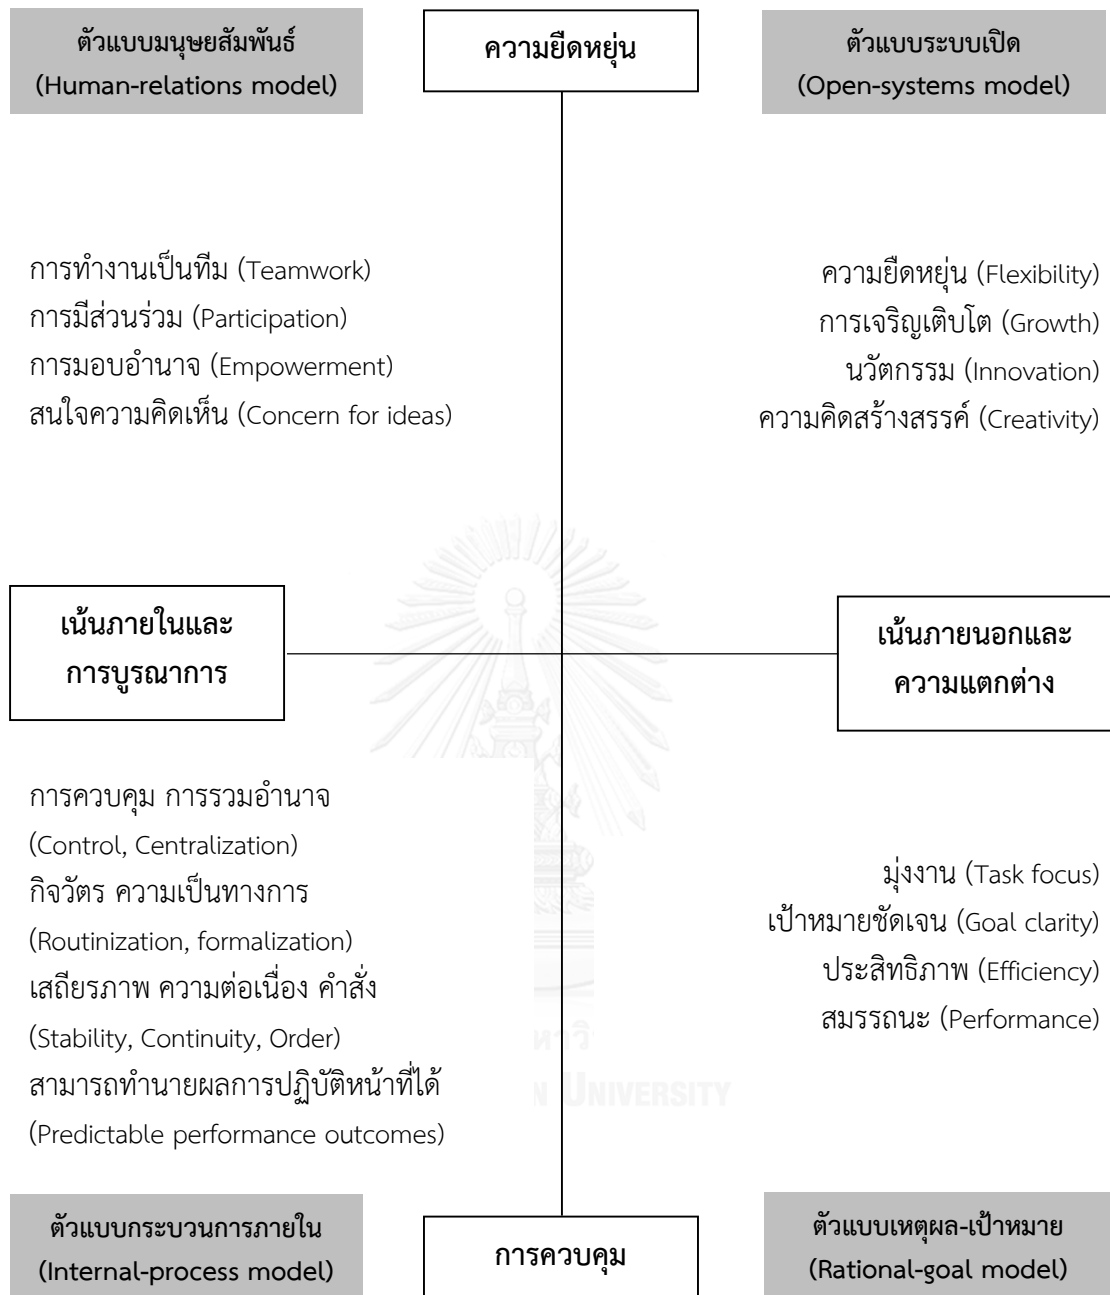 ตัวแบบมนุษยสัมพันธ์
(Human-relations model)
ความยืดหยุ่น
ตัวแบบระบบเปิด
(Open-systems model)
การทำงานเป็นทีม (Teamwork)
การมีส่วนร่วม (Participation)
การมอบอำนาจ (Empowerment)
สนใจความคิดเห็น (Concern for ideas)
ความยืดหยุ่น (Flexibility)
การเจริญเติบโต (Growth)
นวัตกรรม (Innovation)
ความคิดสร้างสรรค์ (Creativity)
เน้นภายในและ
การบูรณาการ
เน้นภายนอกและ
ความแตกต่าง
การควบคุม การรวมอำนาจ
(Control, Centralization)
กิจวัตร ความเป็นทางการ
(Routinization, formalization)
เสถียรภาพ ความต่อเนื่อง คำสั่ง
(Stability, Continuity, Order)
สามารถทำนายผลการปฏิบัติหน้าที่ได้
(Predictable performance outcomes)
มุ่งงาน (Task focus)
เป้าหมายชัดเจน (Goal clarity)
ประสิทธิภาพ (Efficiency)
สมรรถนะ (Performance)
UNIVERSITY
ตัวแบบกระบวนการภายใน
(Internal-process model)
การควบคุม
ตัวแบบเหตุผล-เป้าหมาย
(Rational-goal model)